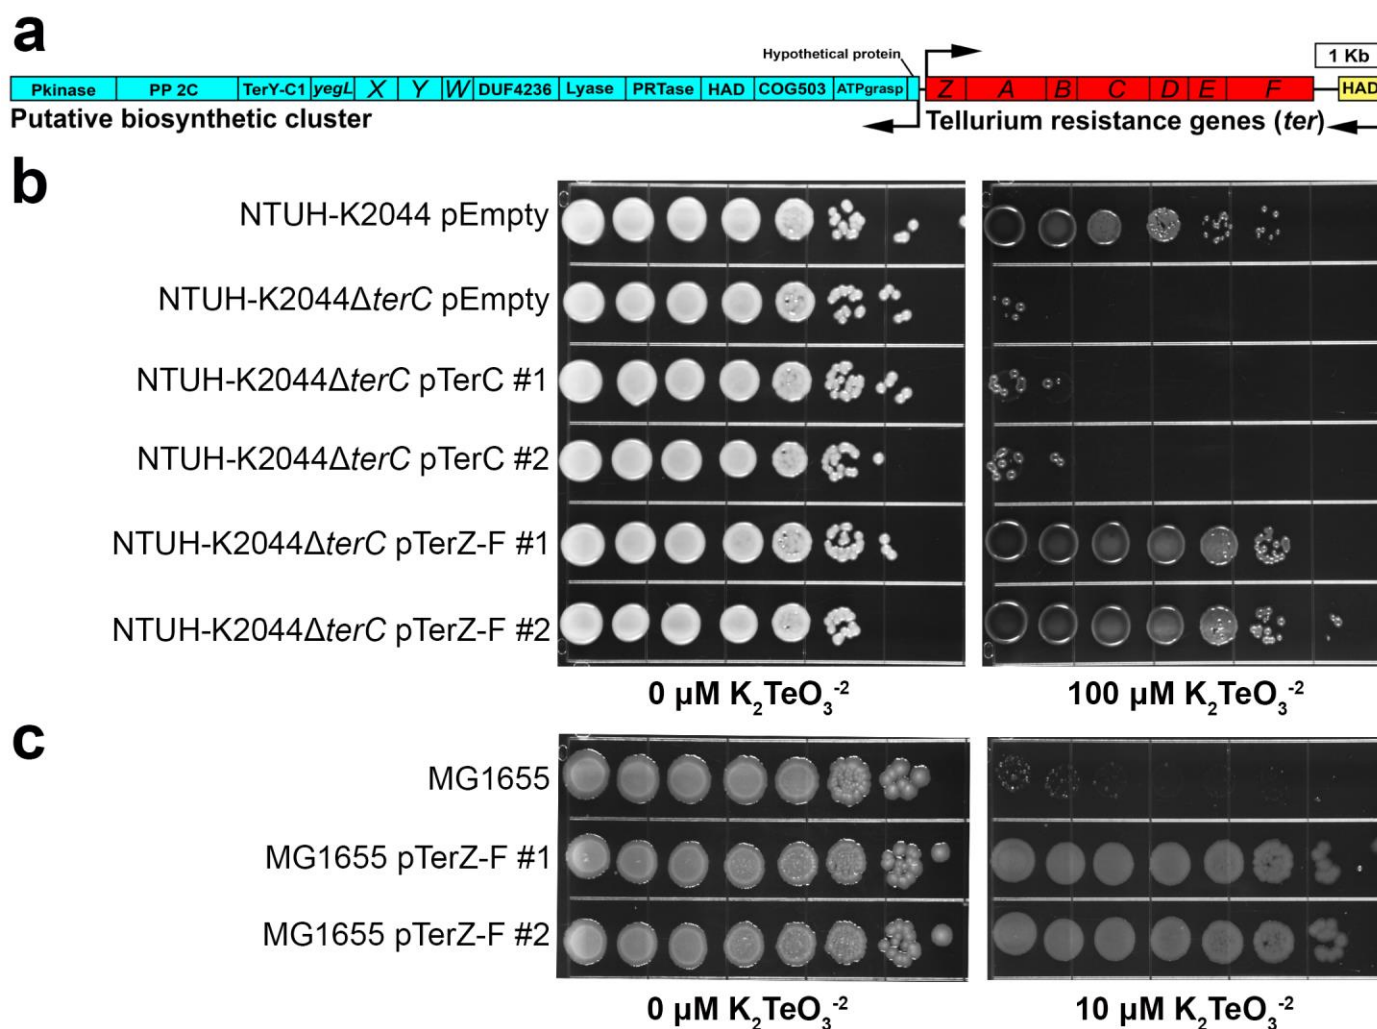 a
Hypothetical protein
1 Kb
Pkinase PP 2C TerY-C1 yegL X Y W DUF4236 Lyase PRTase HAD COG503 ATPgrasp Z A B C D E F HAD
Putative biosynthetic cluster Tellurium resistance genes (ter)
b
NTUH-K2044 pEmpty
NTUH-K2044ΔterC pEmpty
NTUH-K2044ΔterC pTerC #1
NTUH-K2044ΔterC pTerC #2
NTUH-K2044ΔterC pTerZ-F #1
NTUH-K2044ΔterC pTerZ-F #2
0 µM K₂TeO₃⁻² 100 µM K₂TeO₃⁻²
c
MG1655
MG1655 pTerZ-F #1
MG1655 pTerZ-F #2
0 µM K₂TeO₃⁻² 10 µM K₂TeO₃⁻²